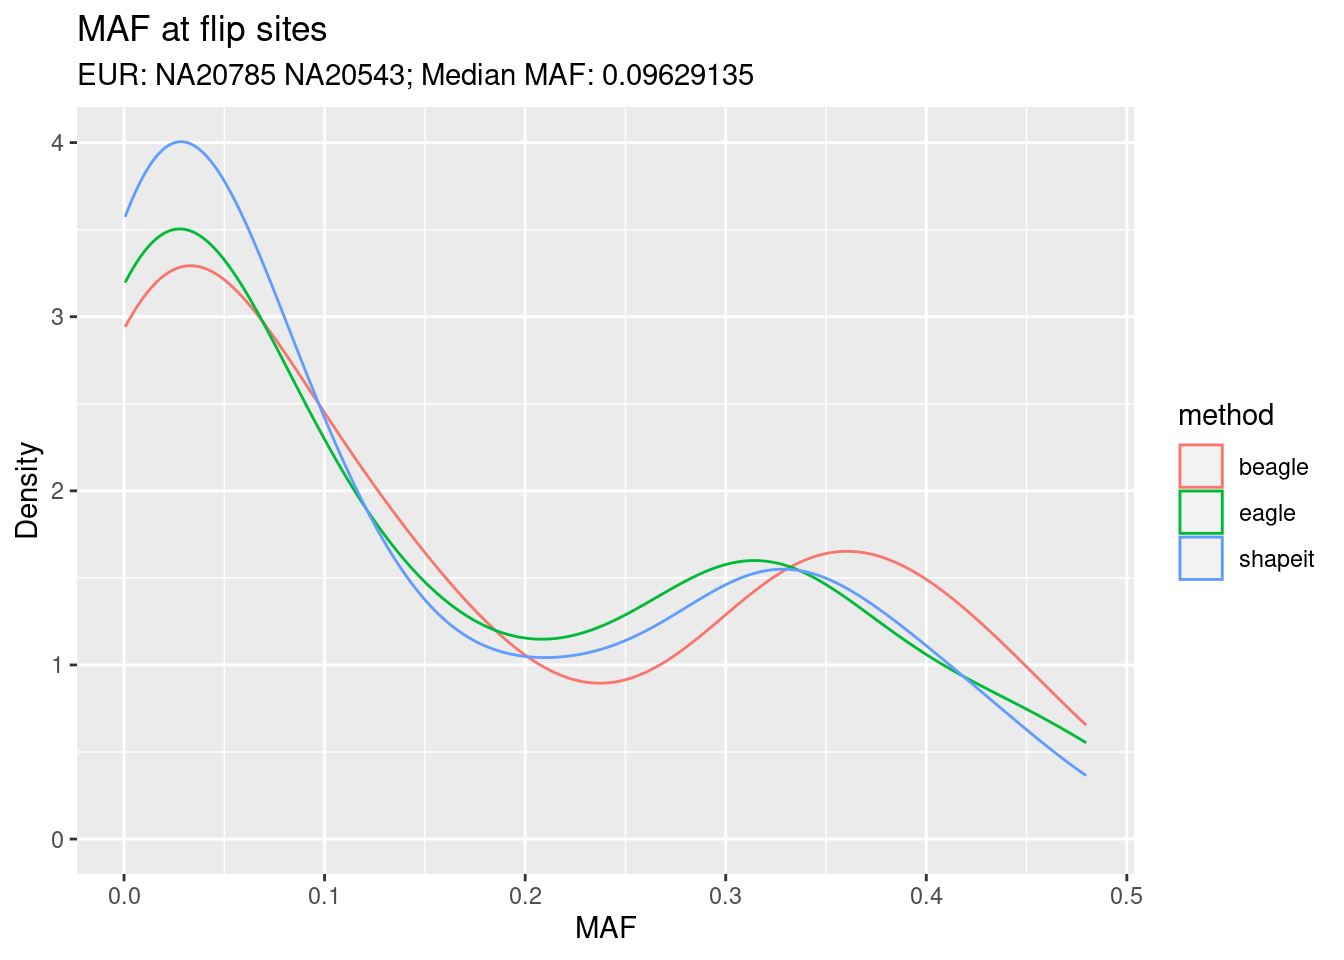 MAF at flip sites
EUR: NA20785 NA20543; Median MAF: 0.09629135
4
3
2
1
0
Density
0.0 0.1 0.2 0.3 0.4 0.5
MAF
method
beagle
eagle
shapeit